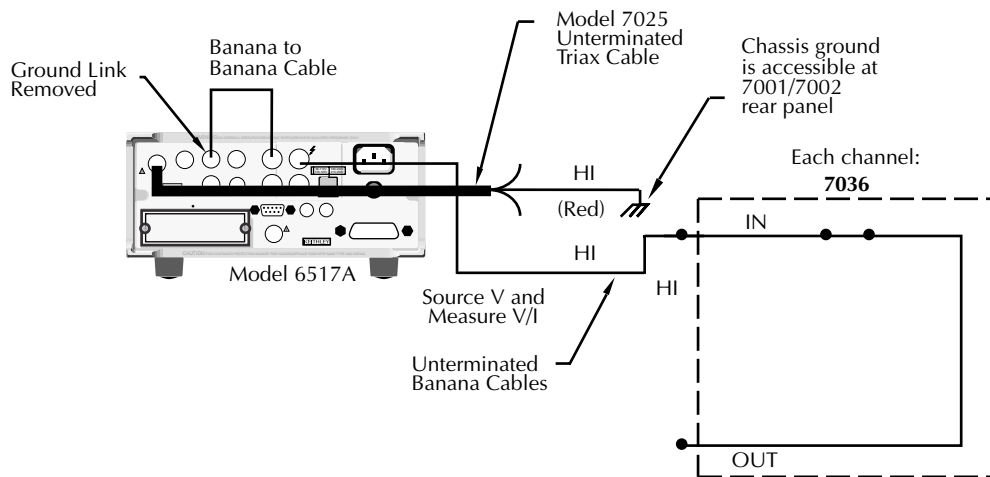 Model 7025
Unterminated
Triax Cable
Banana to
Banana Cable
Ground Link
Removed
Chassis ground
is accessible at
7001/7002
rear panel
Each channel:
7036
HI
(Red)
IN
HI
HI
Model 6517A
Source V and
Measure V/I
Unterminated
Banana Cables
OUT